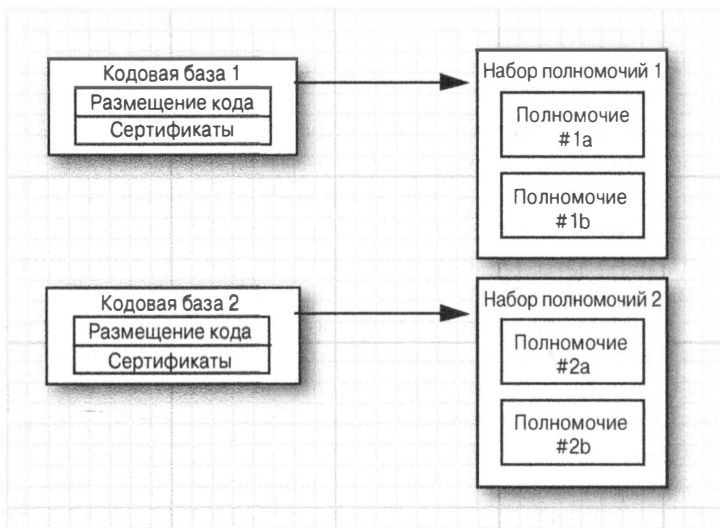 Кодовая база 1
Размещение кода
Сертификаты
Набор полномочий 1
Полномочие
#1a
Полномочие
#1b
Кодовая база 2
Размещение кода
Сертификаты
Набор полномочий 2
Полномочие
#2a
Полномочие
#2b